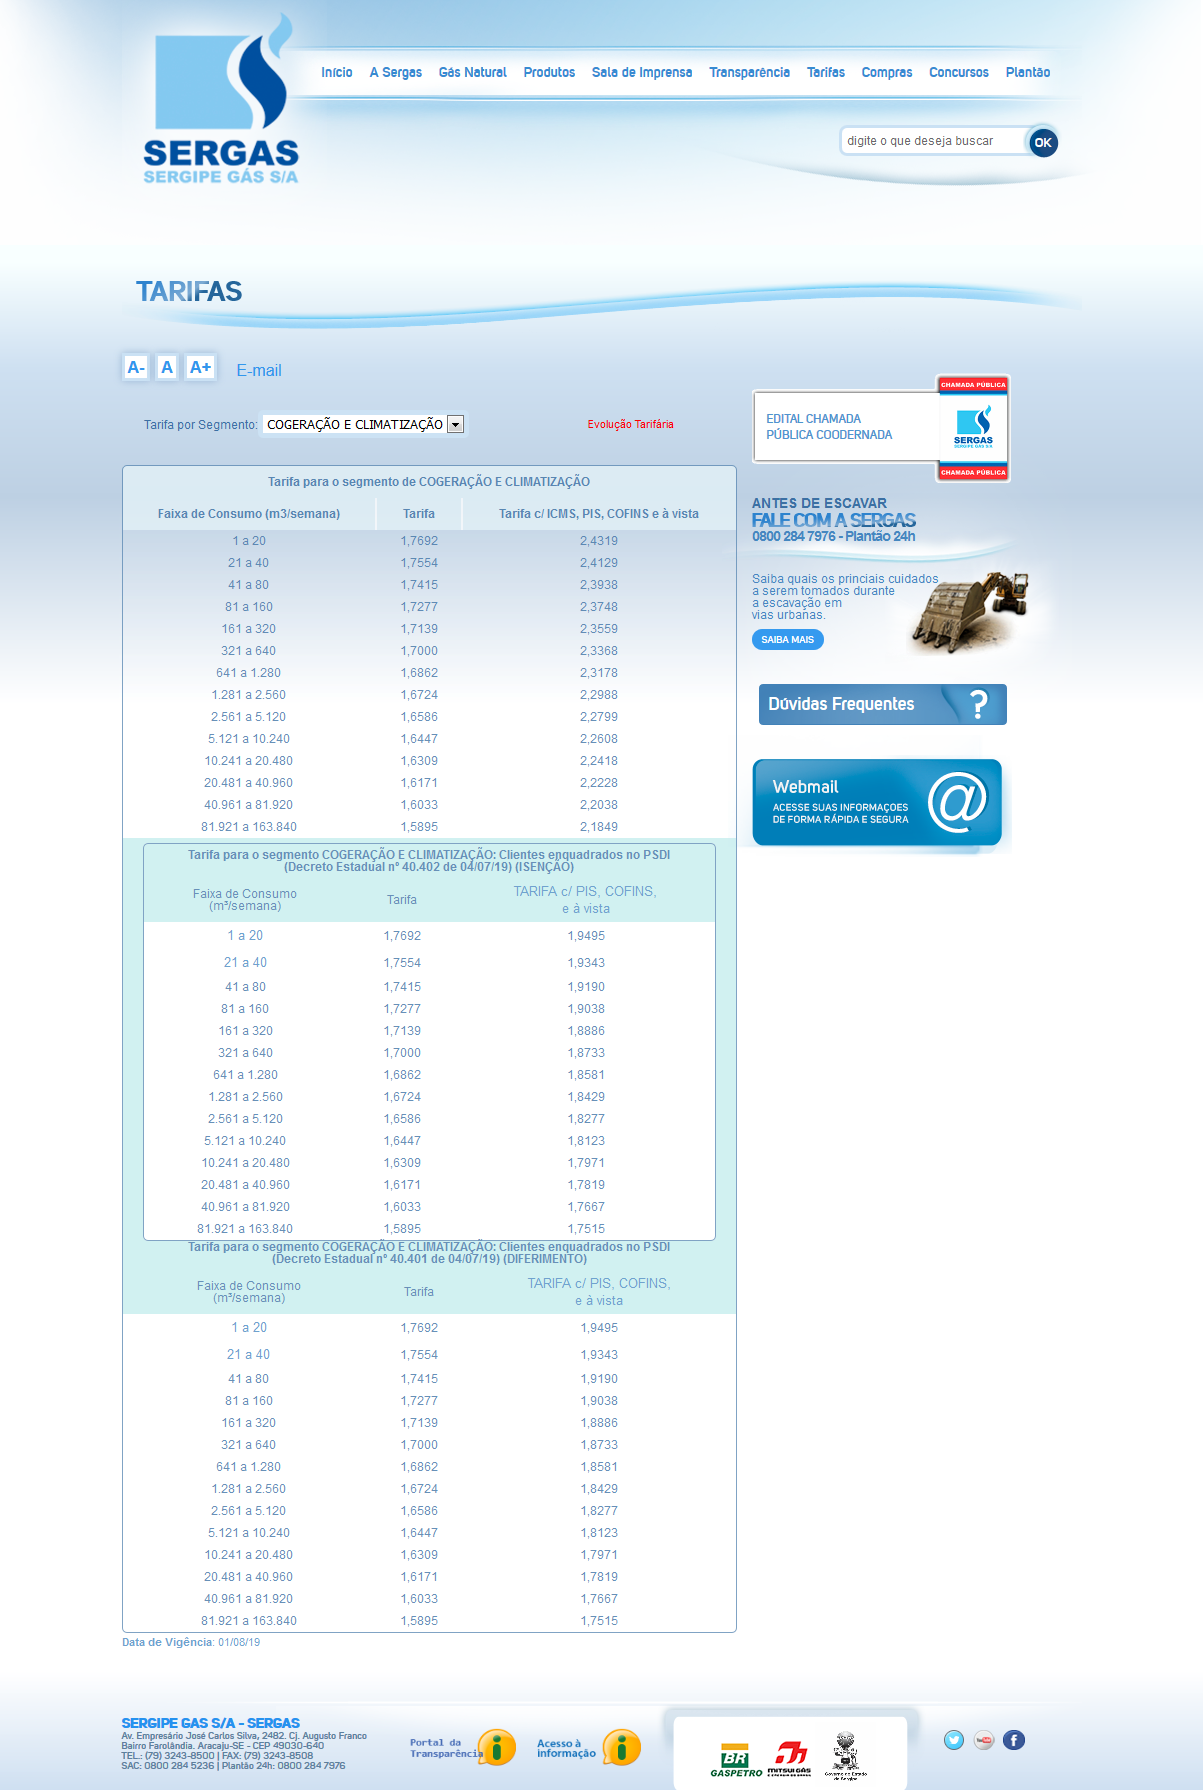 SERGAS
SERGIPE GÁS S/A
Início A Sergas Gás Natural Produtos Sala de Imprensa Transparência Tarifas Compras Concursos Plantão
digite o que deseja buscar OK
TARIFAS
A- A A+ E-mail
Tarifa por Segmento: COGERAÇÃO E CLIMATIZAÇÃO Evolução Tarifária
Tarifa para o segmento de COGERAÇÃO E CLIMATIZAÇÃO
Faixa de Consumo (m3/semana) Tarifa Tarifa c/ ICMS, PIS, COFINS e à vista
1 a 20 1,7692 2,4319
21 a 40 1,7554 2,4129
41 a 80 1,7415 2,3938
81 a 160 1,7277 2,3748
161 a 320 1,7139 2,3559
321 a 640 1,7000 2,3368
641 a 1.280 1,6862 2,3178
1.281 a 2.560 1,6724 2,2988
2.561 a 5.120 1,6586 2,2799
5.121 a 10.240 1,6447 2,2608
10.241 a 20.480 1,6309 2,2418
20.481 a 40.960 1,6171 2,2228
40.961 a 81.920 1,6033 2,2038
81.921 a 163.840 1,5895 2,1849
Tarifa para o segmento COGERAÇÃO E CLIMATIZAÇÃO: Clientes enquadrados no PSDI
(Decreto Estadual nº 40.402 de 04/07/19) (ISENÇÃO)
Faixa de Consumo
(m³/semana)
Tarifa
TARIFA c/ PIS, COFINS,
e à vista
1 a 20 1,7692 1,9495
21 a 40 1,7554 1,9343
41 a 80 1,7415 1,9190
81 a 160 1,7277 1,9038
161 a 320 1,7139 1,8886
321 a 640 1,7000 1,8733
641 a 1.280 1,6862 1,8581
1.281 a 2.560 1,6724 1,8429
2.561 a 5.120 1,6586 1,8277
5.121 a 10.240 1,6447 1,8123
10.241 a 20.480 1,6309 1,7971
20.481 a 40.960 1,6171 1,7819
40.961 a 81.920 1,6033 1,7667
81.921 a 163.840 1,5895 1,7515
Tarifa para o segmento COGERAÇÃO E CLIMATIZAÇÃO: Clientes enquadrados no PSDI
(Decreto Estadual nº 40.401 de 04/07/19) (DIFERIMENTO)
Faixa de Consumo
(m³/semana)
Tarifa
TARIFA c/ PIS, COFINS,
e à vista
1 a 20 1,7692 1,9495
21 a 40 1,7554 1,9343
41 a 80 1,7415 1,9190
81 a 160 1,7277 1,9038
161 a 320 1,7139 1,8886
321 a 640 1,7000 1,8733
641 a 1.280 1,6862 1,8581
1.281 a 2.560 1,6724 1,8429
2.561 a 5.120 1,6586 1,8277
5.121 a 10.240 1,6447 1,8123
10.241 a 20.480 1,6309 1,7971
20.481 a 40.960 1,6171 1,7819
40.961 a 81.920 1,6033 1,7667
81.921 a 163.840 1,5895 1,7515
Data de Vigência: 01/08/19
CHAMADA PÚBLICA
EDITAL CHAMADA
PÚBLICA COODERNADA
SERGAS
SERGIPE GÁS S/A
CHAMADA PÚBLICA
ANTES DE ESCAVAR
FALE COM A SERGAS
0800 284 7976 - Plantão 24h
Saiba quais os princiais cuidados
a serem tomados durante
a escavação em
vias urbanas.
SAIBA MAIS
Dúvidas Frequentes ?
Webmail
ACESSE SUAS INFORMAÇOES
DE FORMA RÁPIDA E SEGURA
@
SERGIPE GAS S/A - SERGAS
Av. Empresário José Carlos Silva, 2482. Cj. Augusto Franco
Bairro Farolândia. Aracaju-SE - CEP 49030-640
TEL.: (79) 3243-8500 | FAX: (79) 3243-8508
SAC: 0800 284 5236 | Plantão 24h: 0800 284 7976
Portal da
Transparência
i
Acesso à
informação
i
BR
GASPETRO
MITSUI GÁS
E ENERGIA DO BRASIL
Governo do Estado
de Sergipe
You Tube
f